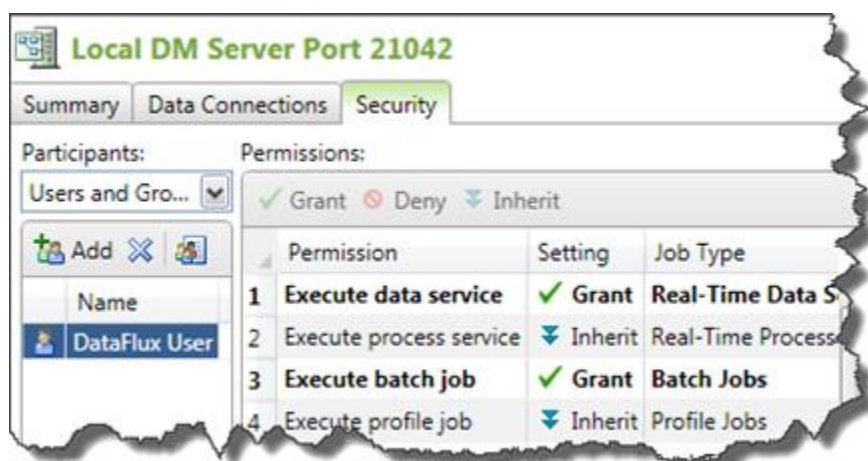 Local DM Server Port 21042
Summary Data Connections Security
Participants: Permissions:
Users and Gro... Grant Deny Inherit
Add
Permission Setting Job Type
Name
1 Execute data service Grant Real-Time Data S
DataFlux User
2 Execute process service Inherit Real-Time Process
3 Execute batch job Grant Batch Jobs
4 Execute profile job Inherit Profile Jobs